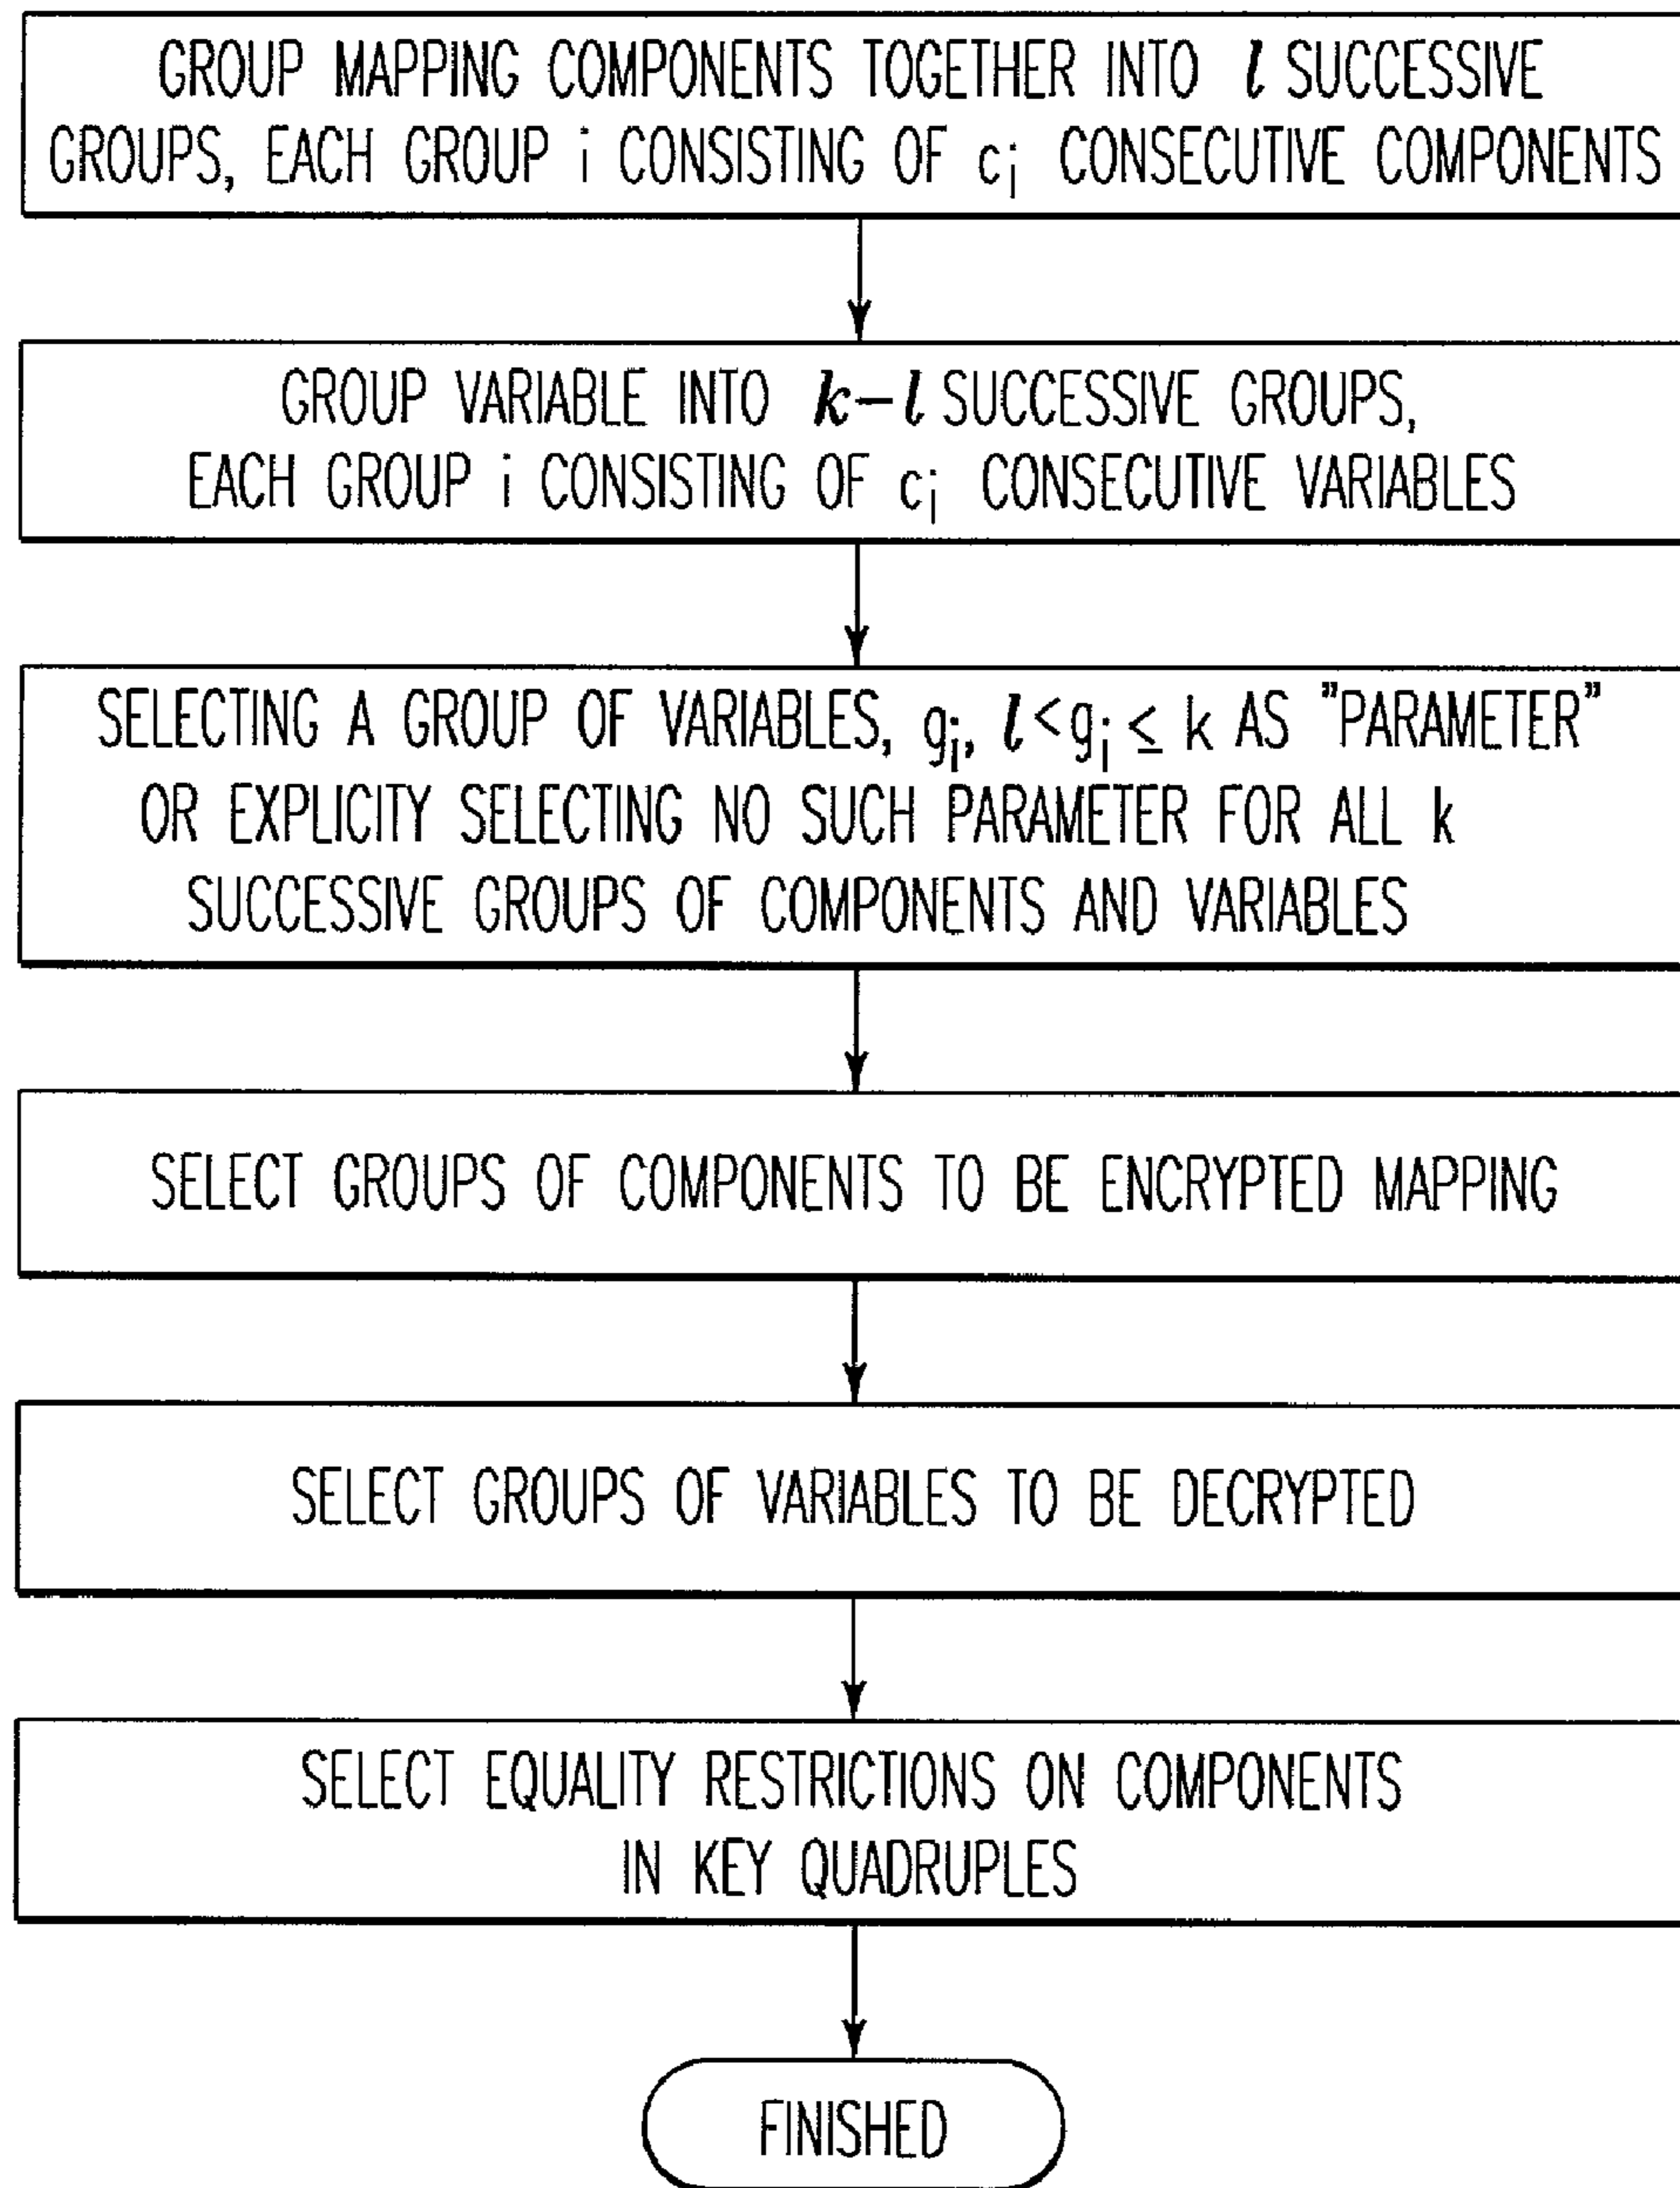 GROUP MAPPING COMPONENTS TOGETHER INTO l SUCCESSIVE
GROUPS, EACH GROUP i CONSISTING OF ci CONSECUTIVE COMPONENTS
GROUP VARIABLE INTO k-l SUCCESSIVE GROUPS,
EACH GROUP i CONSISTING OF ci CONSECUTIVE VARIABLES
SELECTING A GROUP OF VARIABLES, gi, l<gi ≤ k AS "PARAMETER"
OR EXPLICITY SELECTING NO SUCH PARAMETER FOR ALL k
SUCCESSIVE GROUPS OF COMPONENTS AND VARIABLES
SELECT GROUPS OF COMPONENTS TO BE ENCRYPTED MAPPING
SELECT GROUPS OF VARIABLES TO BE DECRYPTED
SELECT EQUALITY RESTRICTIONS ON COMPONENTS
IN KEY QUADRUPLES
FINISHED